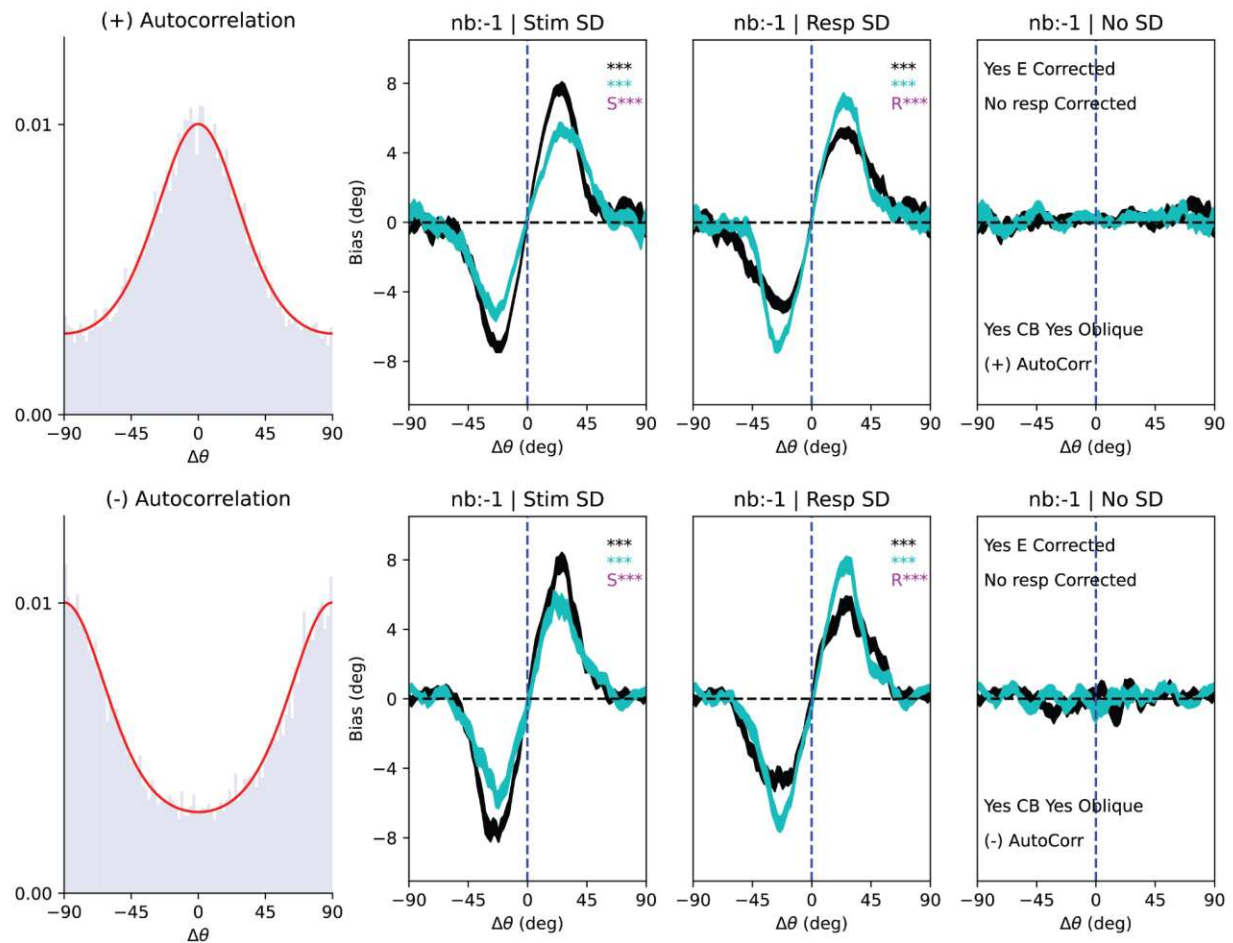 (+) Autocorrelation
0.01
0.00
−90 −45 0 45 90
Δθ
nb:-1 | Stim SD
***
***
S***
8
4
0
−4
−8
Bias (deg)
−90 −45 0 45 90
Δθ (deg)
nb:-1 | Resp SD
***
***
R***
−90 −45 0 45 90
Δθ (deg)
nb:-1 | No SD
Yes E Corrected
No resp Corrected
Yes CB Yes Oblique
(+) AutoCorr
−90 −45 0 45 90
Δθ (deg)
(-) Autocorrelation
0.01
0.00
−90 −45 0 45 90
Δθ
nb:-1 | Stim SD
***
***
S***
8
4
0
−4
−8
Bias (deg)
−90 −45 0 45 90
Δθ (deg)
nb:-1 | Resp SD
***
***
R***
−90 −45 0 45 90
Δθ (deg)
nb:-1 | No SD
Yes E Corrected
No resp Corrected
Yes CB Yes Oblique
(-) AutoCorr
−90 −45 0 45 90
Δθ (deg)